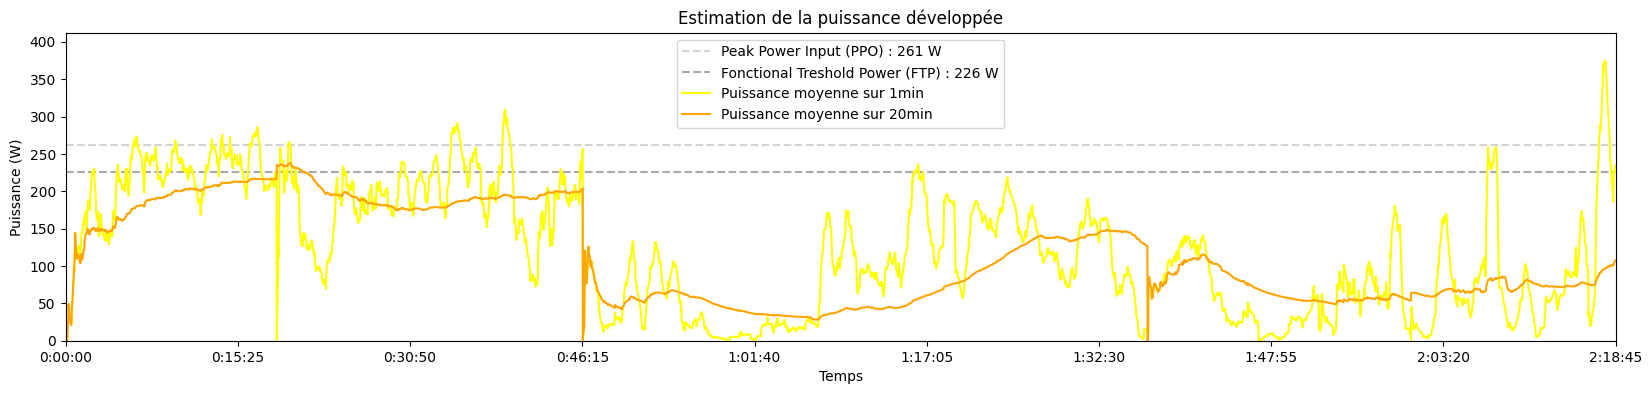 Estimation de la puissance développée
Puissance (W)
400
350
300
250
200
150
100
50
0
Peak Power Input (PPO) : 261 W
Fonctional Treshold Power (FTP) : 226 W
Puissance moyenne sur 1min
Puissance moyenne sur 20min
0:00:00
0:15:25
0:30:50
0:46:15
1:01:40
1:17:05
1:32:30
1:47:55
2:03:20
2:18:45
Temps